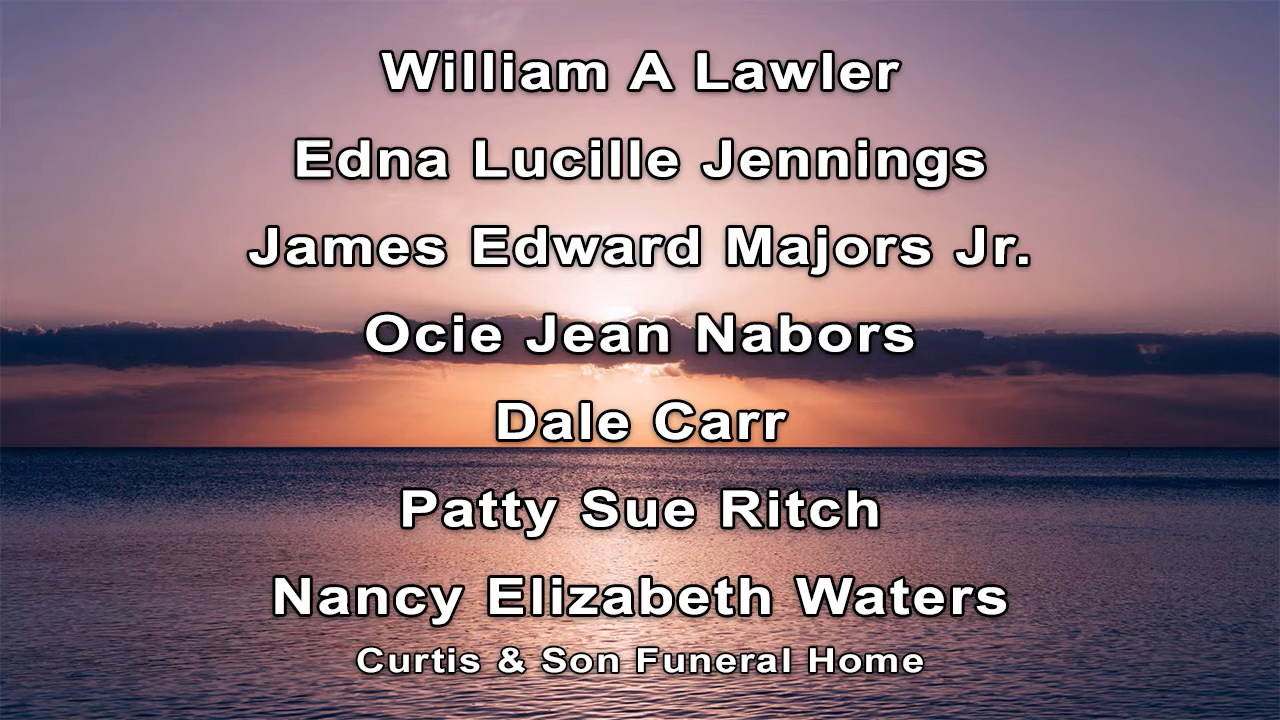 William A Lawler
Edna Lucille Jennings
James Edward Majors Jr.
Ocie Jean Nabors
Dale Carr
Patty Sue Ritch
Nancy Elizabeth Waters
Curtis & Son Funeral Home